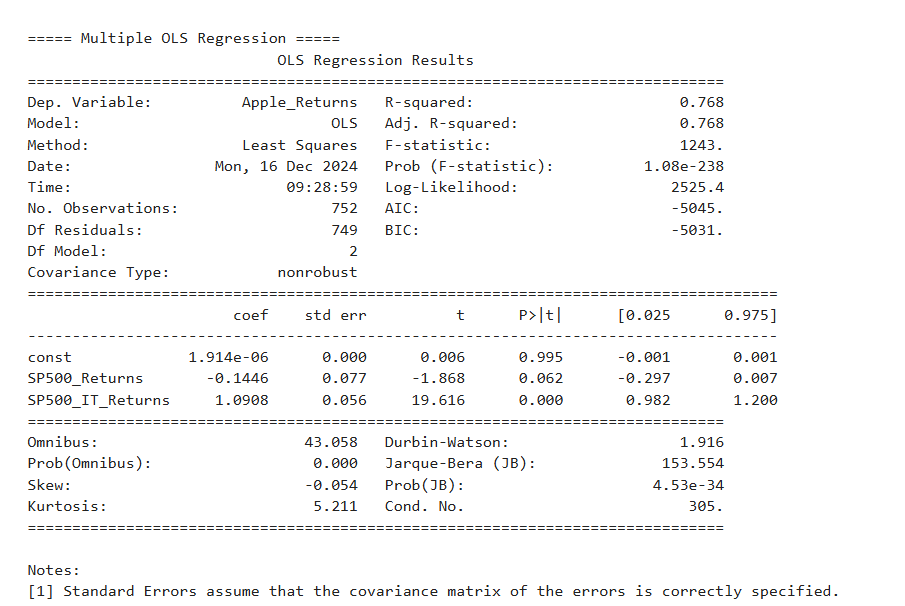 ===== Multiple OLS Regression =====
                            OLS Regression Results
==============================================================================
Dep. Variable:          Apple_Returns   R-squared:                       0.768
Model:                            OLS   Adj. R-squared:                  0.768
Method:                 Least Squares   F-statistic:                     1243.
Date:                Mon, 16 Dec 2024   Prob (F-statistic):          1.08e-238
Time:                        09:28:59   Log-Likelihood:                 2525.4
No. Observations:                 752   AIC:                            -5045.
Df Residuals:                     749   BIC:                            -5031.
Df Model:                           2
Covariance Type:            nonrobust
====================================================================================
                       coef    std err          t      P>|t|      [0.025      0.975]
------------------------------------------------------------------------------------
const             1.914e-06      0.000      0.006      0.995      -0.001       0.001
SP500_Returns       -0.1446      0.077     -1.868      0.062      -0.297       0.007
SP500_IT_Returns     1.0908      0.056     19.616      0.000       0.982       1.200
==============================================================================
Omnibus:                       43.058   Durbin-Watson:                   1.916
Prob(Omnibus):                  0.000   Jarque-Bera (JB):              153.554
Skew:                          -0.054   Prob(JB):                     4.53e-34
Kurtosis:                       5.211   Cond. No.                         305.
==============================================================================
Notes:
[1] Standard Errors assume that the covariance matrix of the errors is correctly specified.